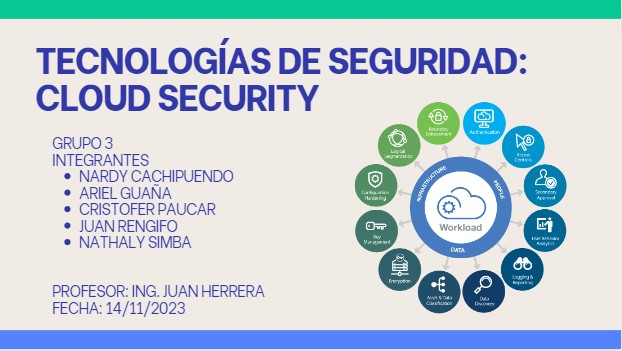 TECNOLOGÍAS DE SEGURIDAD:
CLOUD SECURITY
GRUPO 3
INTEGRANTES
• NARDY CACHIPUENDO
• ARIEL GUAÑA
• CRISTOFER PAUCAR
• JUAN RENGIFO
• NATHALY SIMBA
PROFESOR: ING. JUAN HERRERA
FECHA: 14/11/2023
Boundary
Enforcement
Authentication
Access
Controls
Secondary
Approval
User Behavior
Analytics
Logging &
Reporting
Data
Discovery
Asset & Data
Classification
Encryption
Key
Management
Configuration
Hardening
Logical
Segmentation
INFRASTRUCTURE
PEOPLE
DATA
Workload